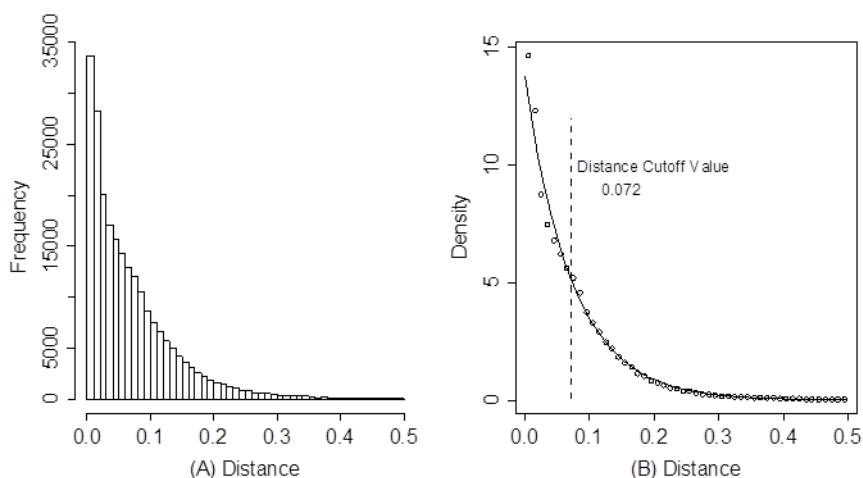 35000
25000
15000
5000
0
Frequency
0.0 0.1 0.2 0.3 0.4 0.5
(A) Distance
15
10
5
0
Density
Distance Cutoff Value
0.072
0.0 0.1 0.2 0.3 0.4 0.5
(B) Distance